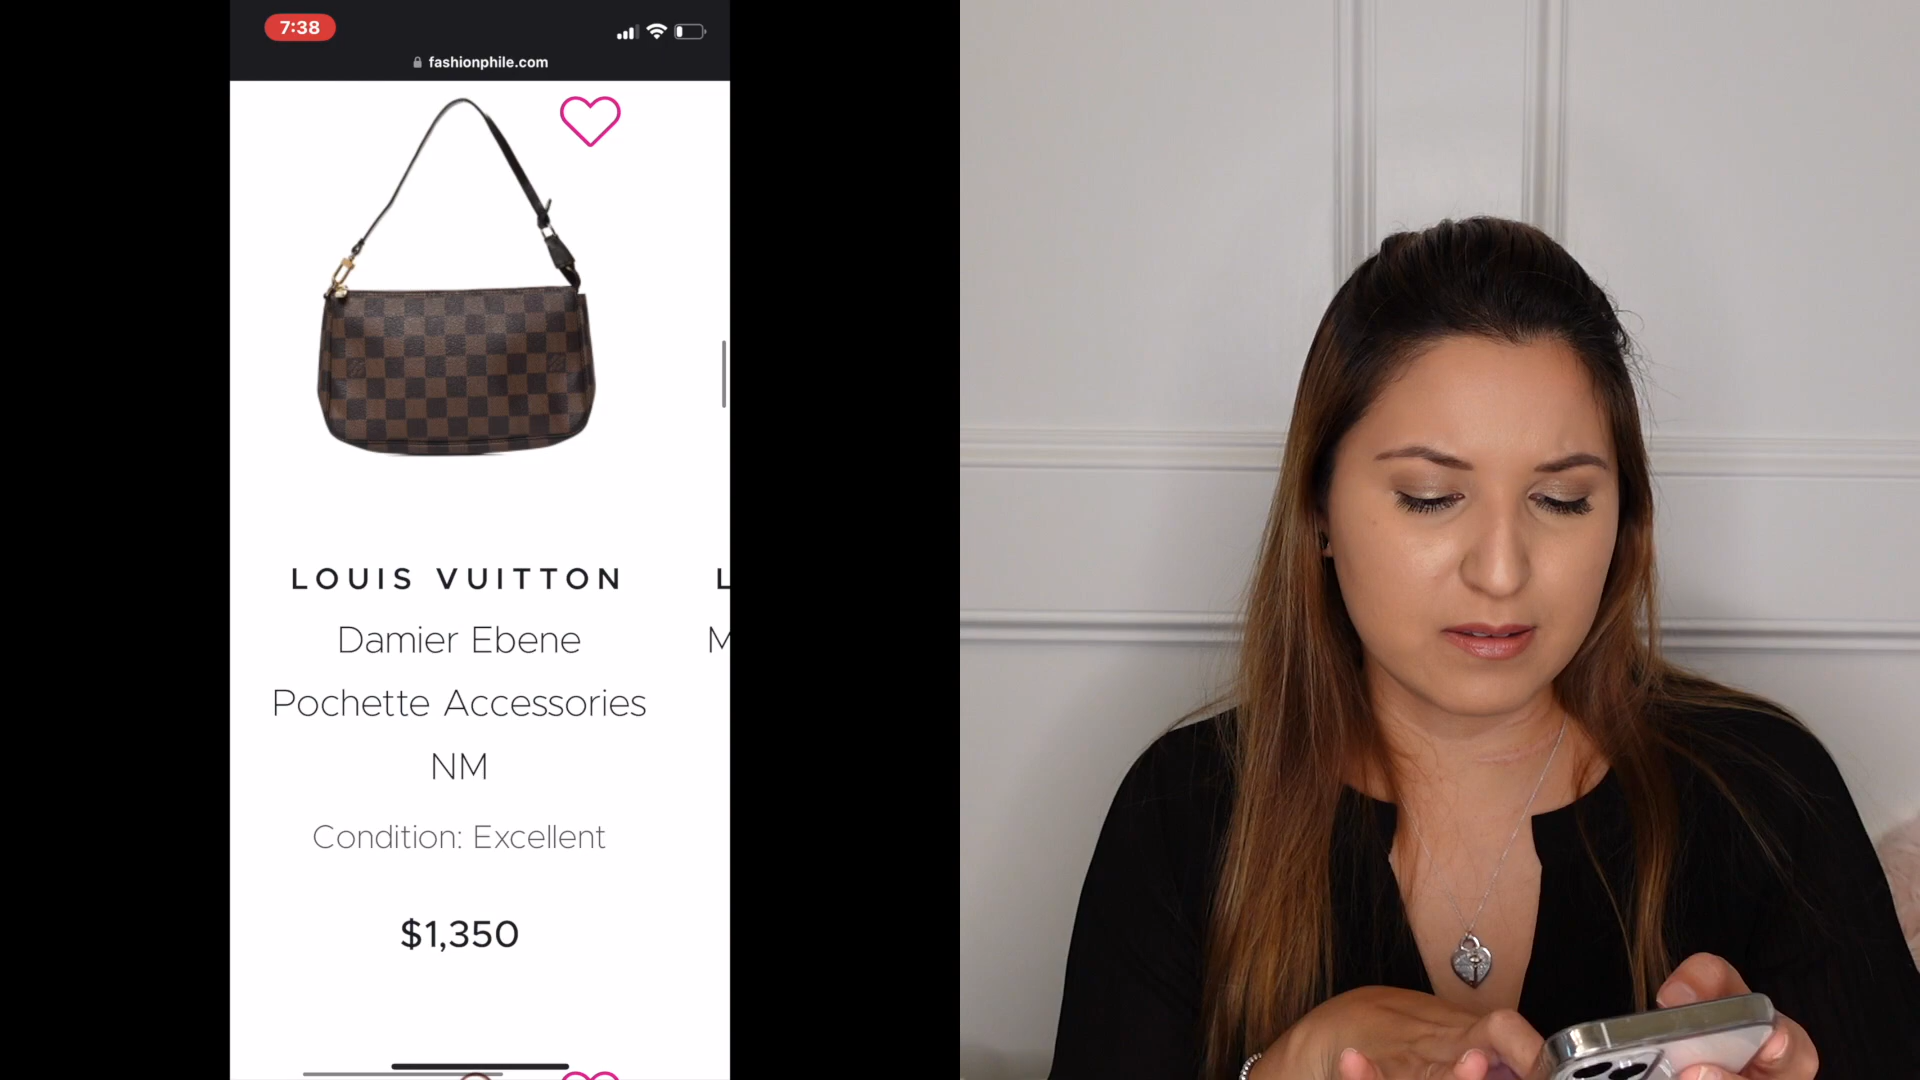 7:38
fashionphile.com
LOUIS VUITTON
L
Damier Ebene
M
Pochette Accessories
NM
Condition: Excellent
$1,350